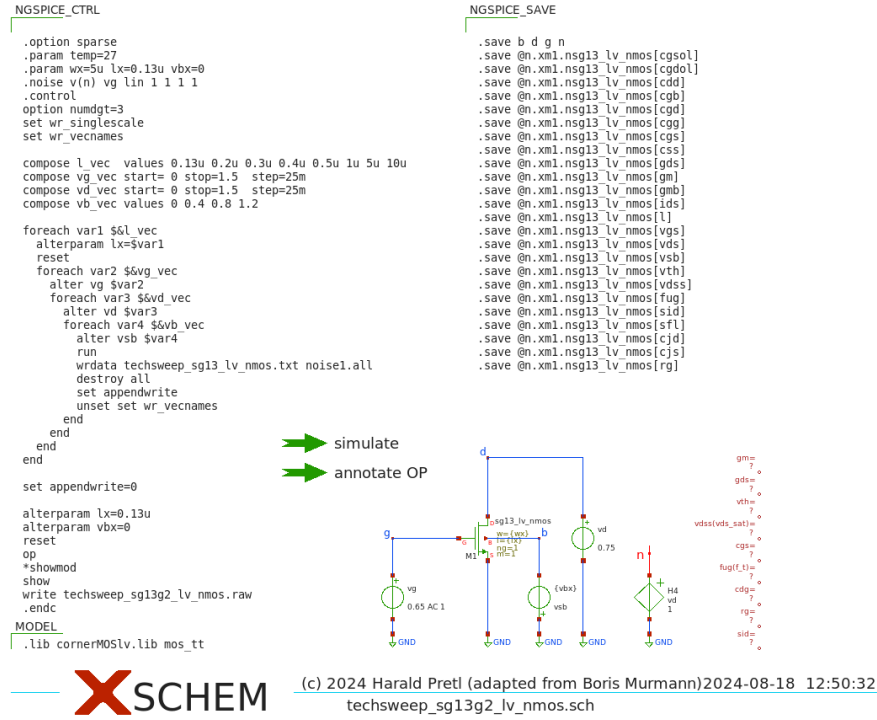 NGSPICE_CTRL
.option sparse
.param temp=27
.param wx=5u lx=0.13u vbx=0
.noise v(n) vg lin 1 1 1 1
.control
option numdgt=3
set wr_singlescale
set wr_vecnames
compose l_vec  values 0.13u 0.2u 0.3u 0.4u 0.5u 1u 5u 10u
compose vg_vec start= 0 stop=1.5  step=25m
compose vd_vec start= 0 stop=1.5  step=25m
compose vb_vec values 0 0.4 0.8 1.2
foreach var1 $&l_vec
  alterparam lx=$var1
  reset
  foreach var2 $&vg_vec
    alter vg $var2
    foreach var3 $&vd_vec
      alter vd $var3
      foreach var4 $&vb_vec
        alter vsb $var4
        run
        wrdata techsweep_sg13_lv_nmos.txt noise1.all
        destroy all
        set appendwrite
        unset set wr_vecnames
      end
    end
  end
end
set appendwrite=0
alterparam lx=0.13u
alterparam vbx=0
reset
op
*showmod
show
write techsweep_sg13g2_lv_nmos.raw
.endc
MODEL
.lib cornerMOSlv.lib mos_tt
NGSPICE_SAVE
.save b d g n
.save @n.xm1.nsg13_lv_nmos[cgsol]
.save @n.xm1.nsg13_lv_nmos[cgdol]
.save @n.xm1.nsg13_lv_nmos[cdd]
.save @n.xm1.nsg13_lv_nmos[cgb]
.save @n.xm1.nsg13_lv_nmos[cgd]
.save @n.xm1.nsg13_lv_nmos[cgg]
.save @n.xm1.nsg13_lv_nmos[cgs]
.save @n.xm1.nsg13_lv_nmos[css]
.save @n.xm1.nsg13_lv_nmos[gds]
.save @n.xm1.nsg13_lv_nmos[gm]
.save @n.xm1.nsg13_lv_nmos[gmb]
.save @n.xm1.nsg13_lv_nmos[ids]
.save @n.xm1.nsg13_lv_nmos[l]
.save @n.xm1.nsg13_lv_nmos[vgs]
.save @n.xm1.nsg13_lv_nmos[vds]
.save @n.xm1.nsg13_lv_nmos[vsb]
.save @n.xm1.nsg13_lv_nmos[vth]
.save @n.xm1.nsg13_lv_nmos[vdss]
.save @n.xm1.nsg13_lv_nmos[fug]
.save @n.xm1.nsg13_lv_nmos[sid]
.save @n.xm1.nsg13_lv_nmos[sfl]
.save @n.xm1.nsg13_lv_nmos[cjd]
.save @n.xm1.nsg13_lv_nmos[cjs]
.save @n.xm1.nsg13_lv_nmos[rg]
simulate
annotate OP
d
sg13_lv_nmos
D
w={wx}
l={lx}
ng=1
m=1
g
G
B
b
S
M1
vd
0.75
vg
0.65 AC 1
{vbx}
vsb
n
H4
vd
1
GND
GND
GND
GND
GND
gm=
?
gds=
?
vth=
?
vdss(vds_sat)=
?
cgs=
?
fug(f_t)=
?
cdg=
?
rg=
?
sid=
?
XSCHEM
(c) 2024 Harald Pretl (adapted from Boris Murmann)2024-08-18  12:50:32
techsweep_sg13g2_lv_nmos.sch